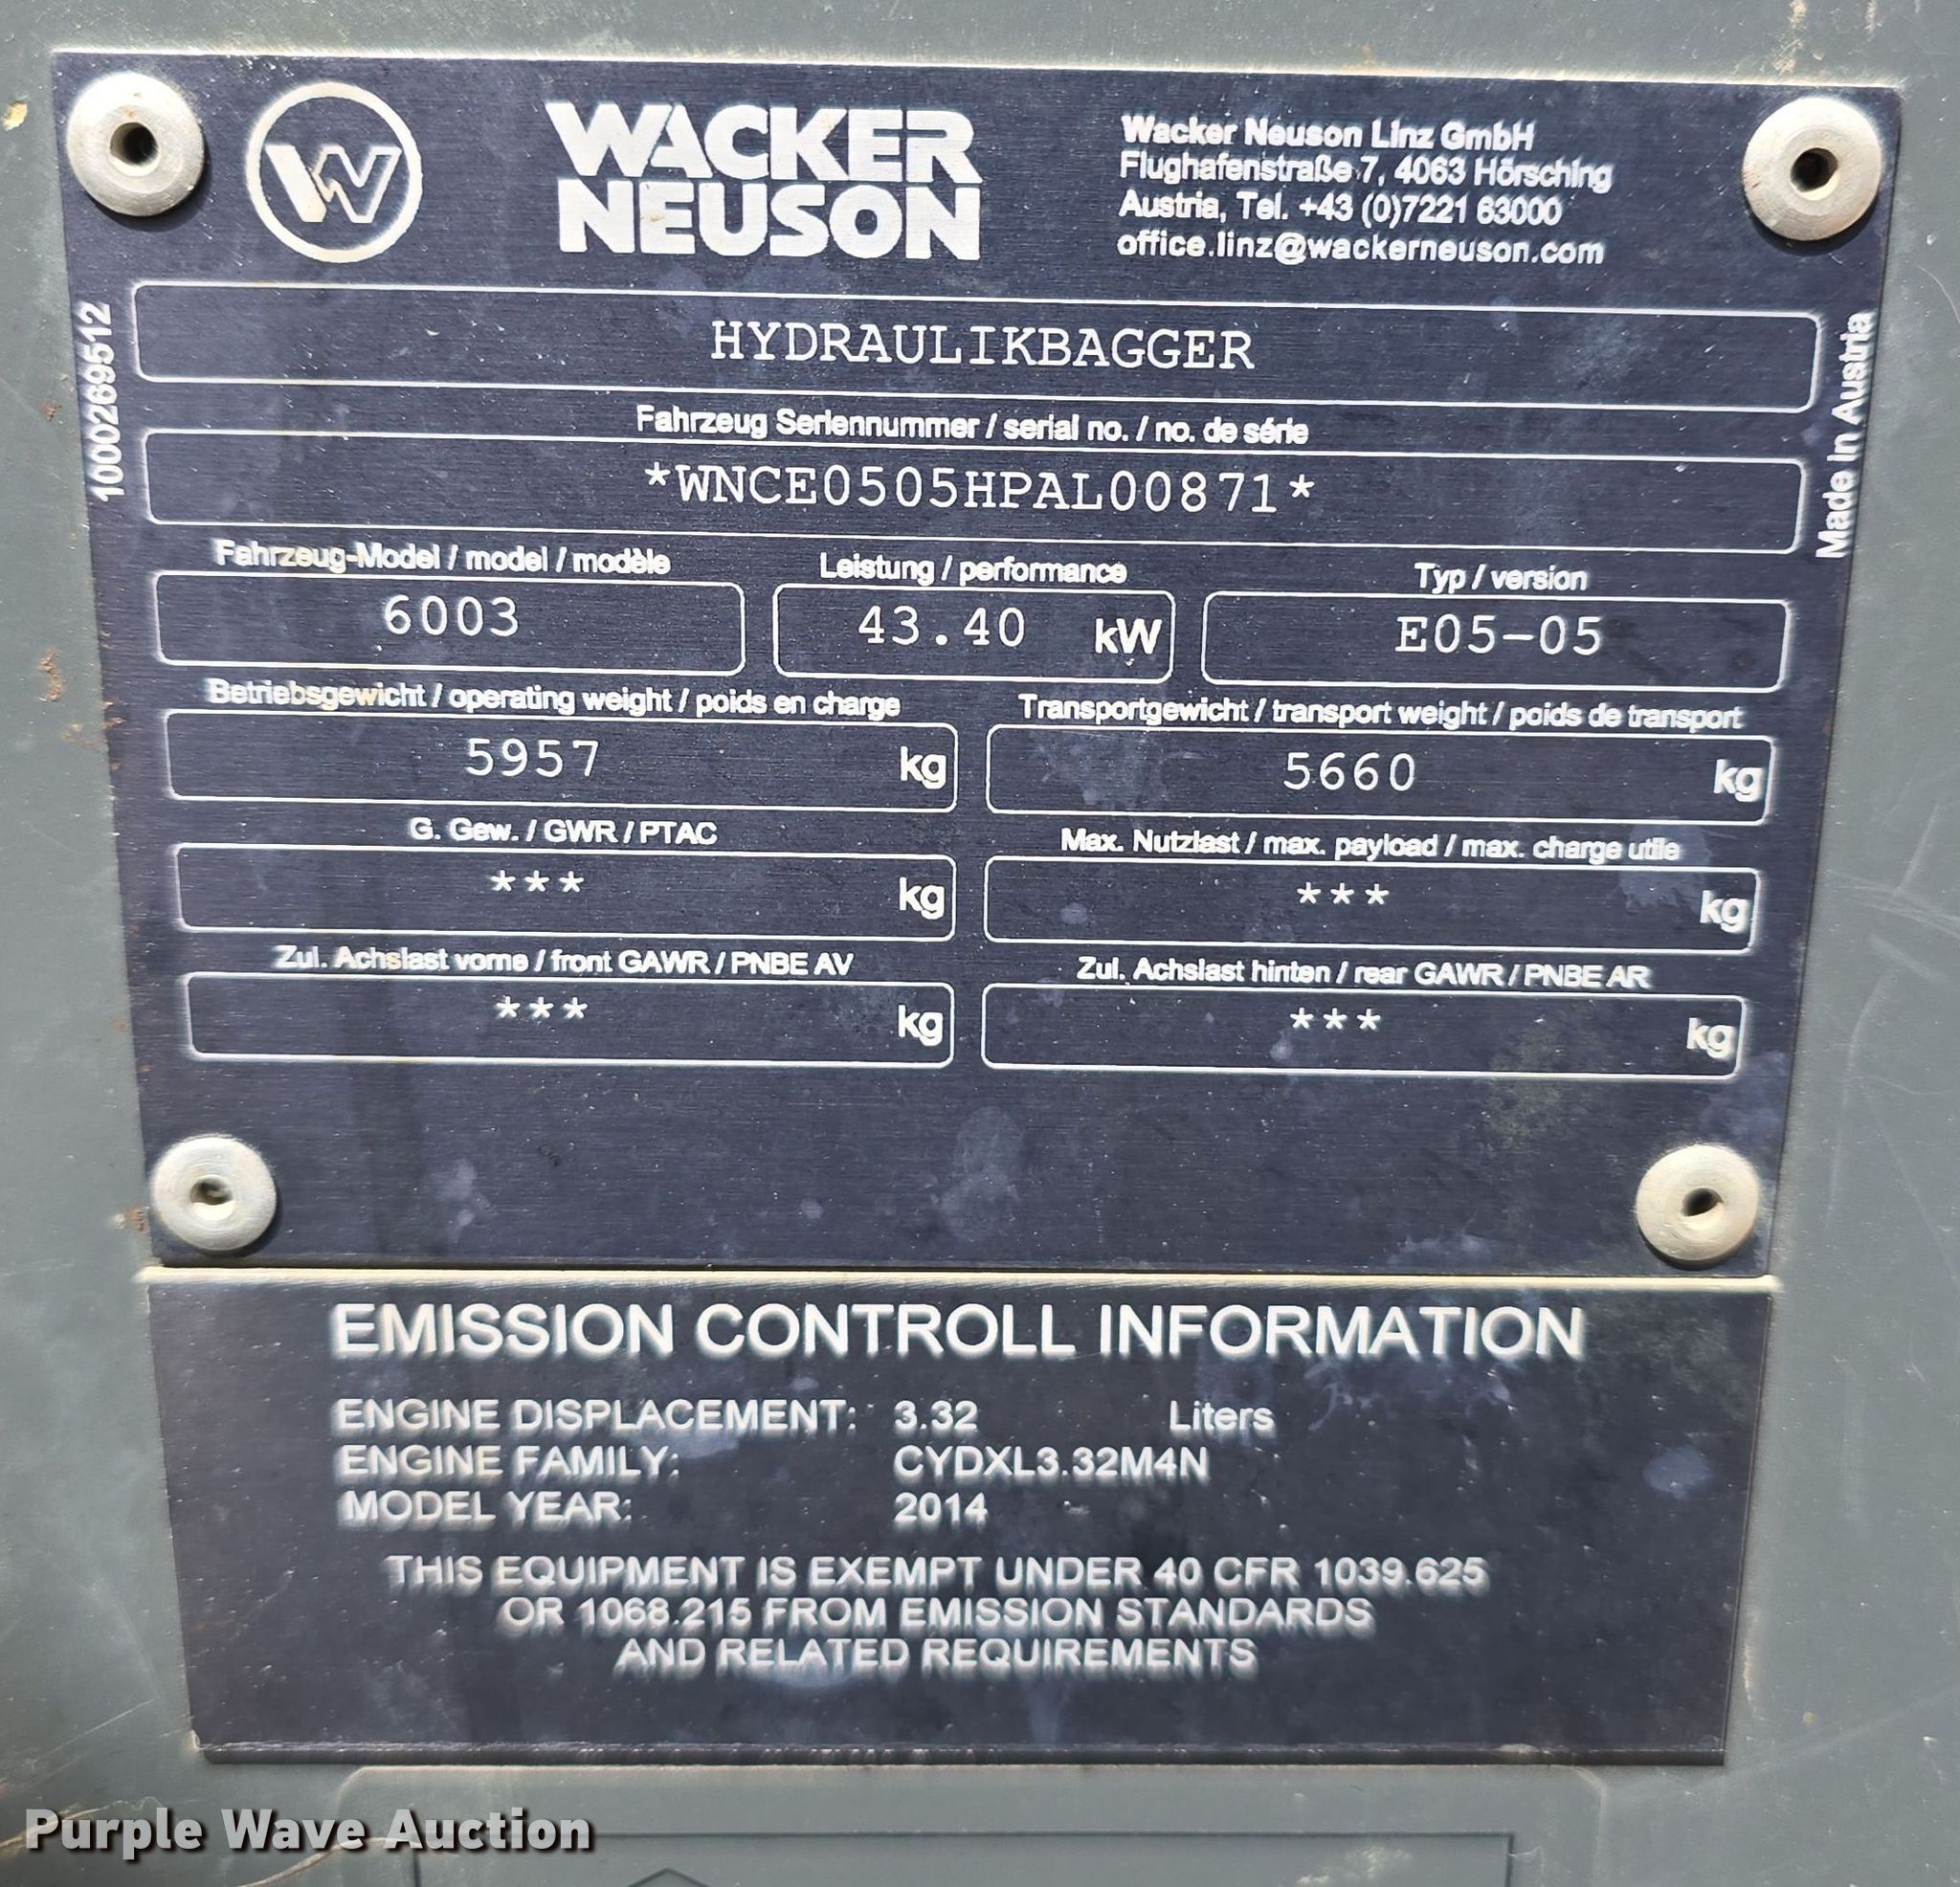 W
WACKER
NEUSON
Wacker Neuson Linz GmbH
Flughafenstraße 7, 4063 Hörsching
Austria, Tel. +43 (0)7221 63000
office.linz@wackerneuson.com
1000269512
HYDRAULIKBAGGER
Made in Austria
Fahrzeug Seriennummer / serial no. / no. de série
*WNCE0505HPAL00871*
Fahrzeug-Model / model / modèle
6003
Leistung / performance
43.40 kW
Typ / version
E05-05
Betriebsgewicht / operating weight / poids en charge
5957 kg
Transportgewicht / transport weight / poids de transport
5660 kg
G. Gew. / GWR / PTAC
*** kg
Max. Nutzlast / max. payload / max. charge utile
*** kg
Zul. Achslast vorne / front GAWR / PNBE AV
*** kg
Zul. Achslast hinten / rear GAWR / PNBE AR
*** kg
EMISSION CONTROLL INFORMATION
ENGINE DISPLACEMENT: 3.32 Liters
ENGINE FAMILY: CYDXL3.32M4N
MODEL YEAR: 2014
THIS EQUIPMENT IS EXEMPT UNDER 40 CFR 1039.625
OR 1068.215 FROM EMISSION STANDARDS
AND RELATED REQUIREMENTS
Purple Wave Auction